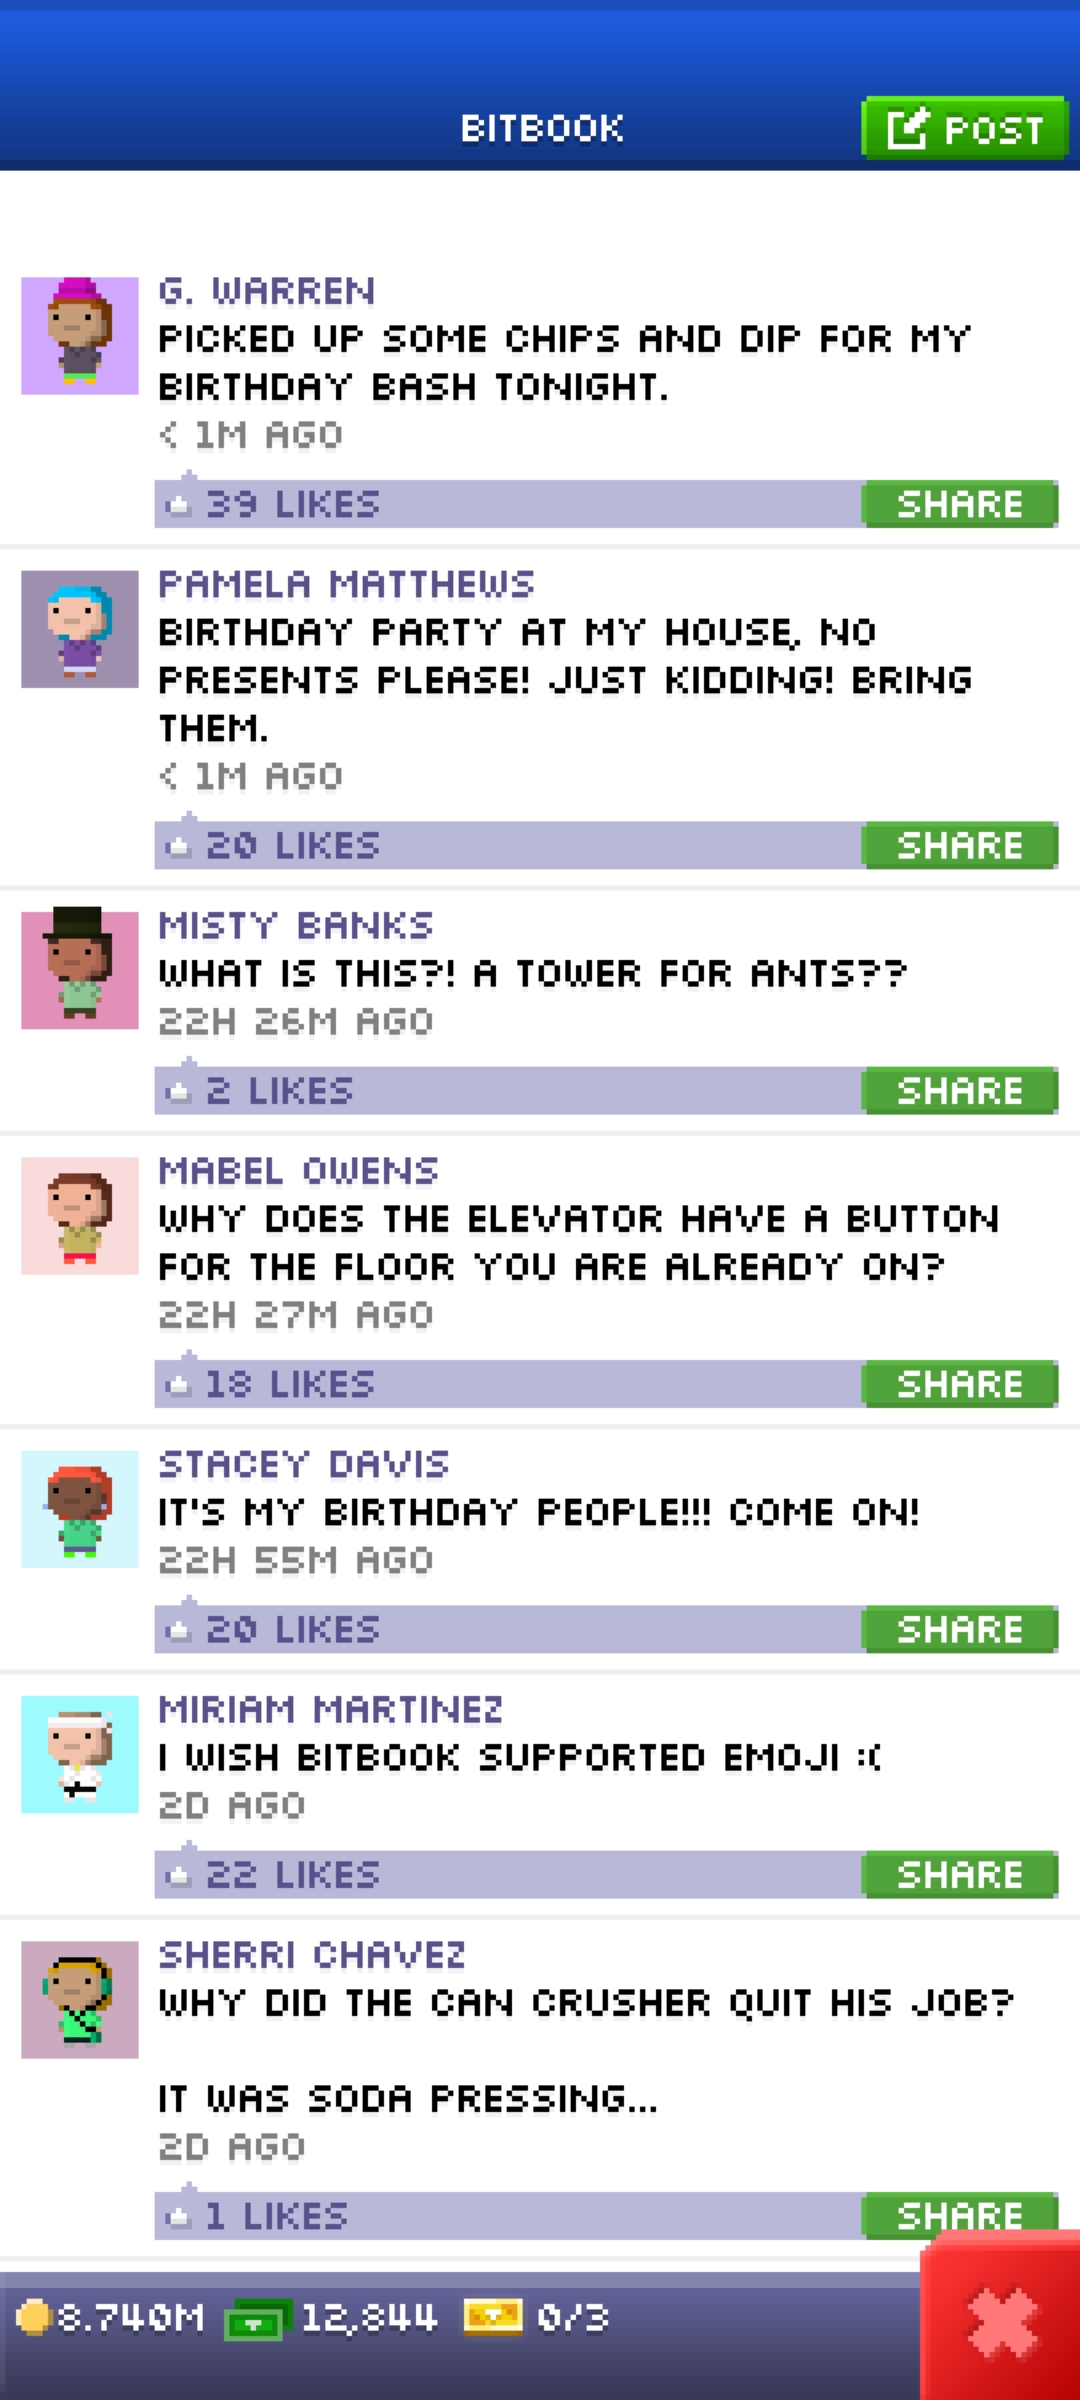 BITBOOK
POST
G. WARREN
PICKED UP SOME CHIPS AND DIP FOR MY
BIRTHDAY BASH TONIGHT.
< 1M AGO
39 LIKES
SHARE
PAMELA MATTHEWS
BIRTHDAY PARTY AT MY HOUSE, NO
PRESENTS PLEASE! JUST KIDDING! BRING
THEM.
< 1M AGO
20 LIKES
SHARE
MISTY BANKS
WHAT IS THIS?! A TOWER FOR ANTS??
22H 26M AGO
2 LIKES
SHARE
MABEL OWENS
WHY DOES THE ELEVATOR HAVE A BUTTON
FOR THE FLOOR YOU ARE ALREADY ON?
22H 27M AGO
18 LIKES
SHARE
STACEY DAVIS
IT'S MY BIRTHDAY PEOPLE!!! COME ON!
22H 55M AGO
20 LIKES
SHARE
MIRIAM MARTINEZ
I WISH BITBOOK SUPPORTED EMOJI :(
2D AGO
22 LIKES
SHARE
SHERRI CHAVEZ
WHY DID THE CAN CRUSHER QUIT HIS JOB?
IT WAS SODA PRESSING...
2D AGO
1 LIKES
SHARE
8.740M 12,844 0/3